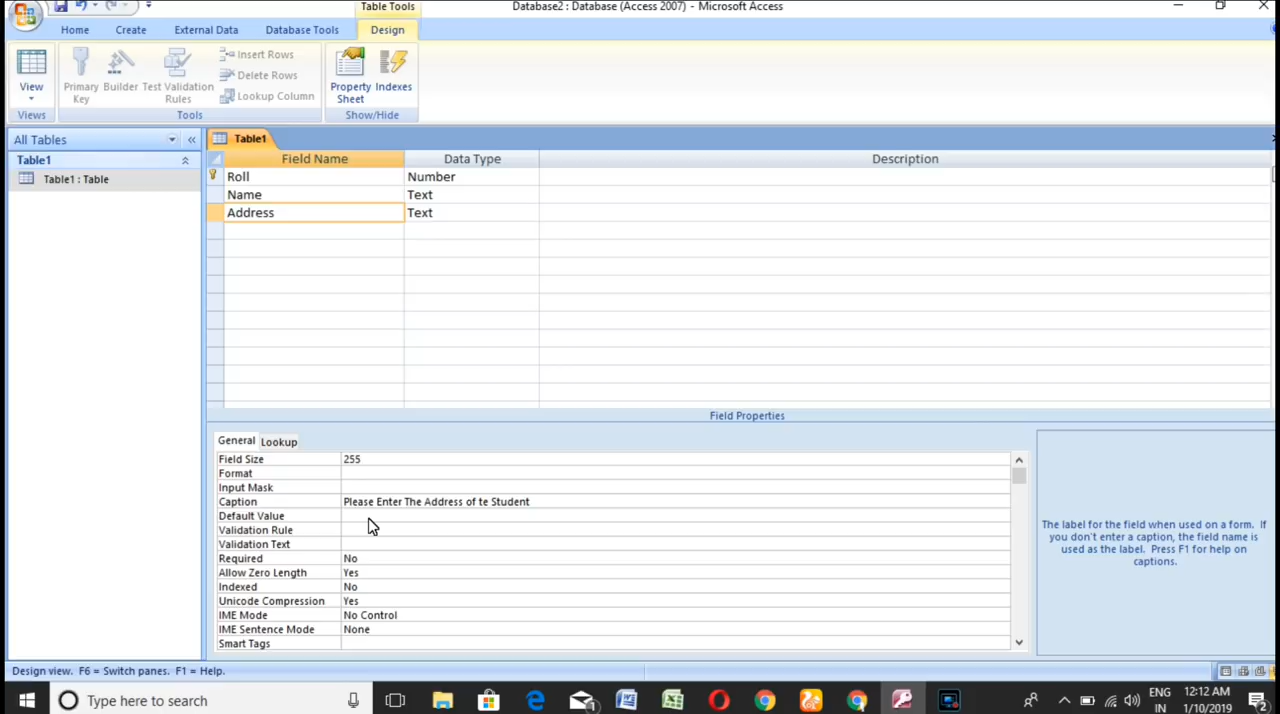 Table Tools
Database2 : Database (Access 2007) - Microsoft Access
Home Create External Data Database Tools Design
View
Primary Key
Builder
Test Validation Rules
Insert Rows
Delete Rows
Lookup Column
Property Sheet
Indexes
Views Tools Show/Hide
All Tables
Table1
Table1 : Table
Table1
Field Name Data Type Description
Roll Number
Name Text
Address Text
Field Properties
General Lookup
Field Size 255
Format
Input Mask
Caption Please Enter The Address of te Student
Default Value
Validation Rule
Validation Text
Required No
Allow Zero Length Yes
Indexed No
Unicode Compression Yes
IME Mode No Control
IME Sentence Mode None
Smart Tags
The label for the field when used on a form. If
you don't enter a caption, the field name is
used as the label. Press F1 for help on
captions.
Design view. F6 = Switch panes. F1 = Help.
Type here to search
ENG
IN
12:12 AM
1/10/2019
2